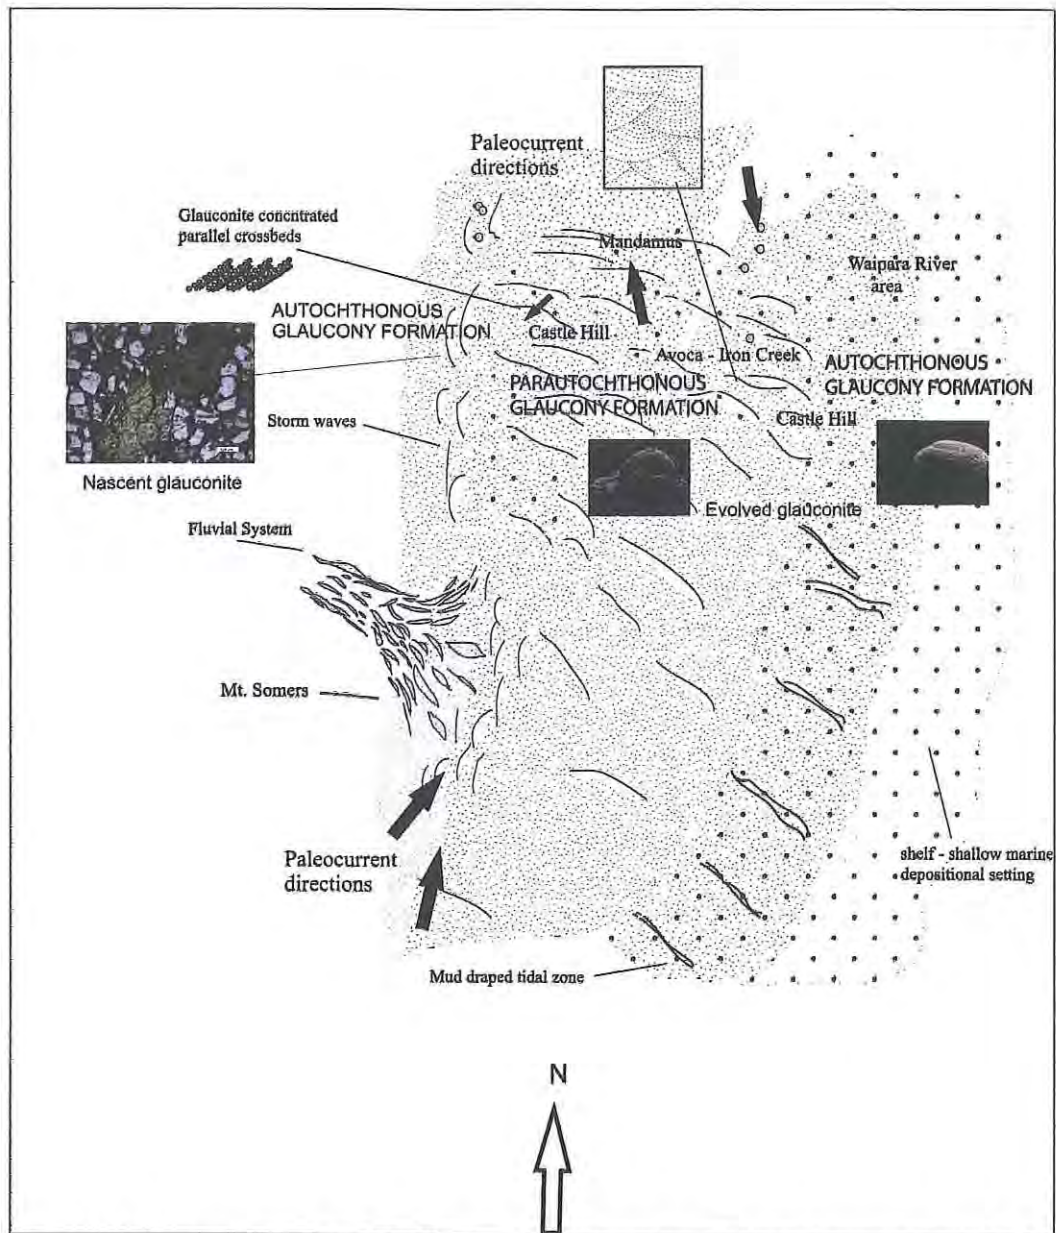 Paleocurrent
directions
Glauconite concntrated
parallel crossbeds
Mandamus
Waipara River
area
AUTOCHTHONOUS
GLAUCONY FORMATION
Castle Hill
Avoca - Iron Creek
AUTOCHTHONOUS
GLAUCONY FORMATION
PARAUTOCHTHONOUS
GLAUCONY FORMATION
Castle Hill
Storm waves
Nascent glauconite
Evolved glauconite
Fluvial System
Mt. Somers
Paleocurrent
directions
shelf - shallow marine
depositional setting
Mud draped tidal zone
N